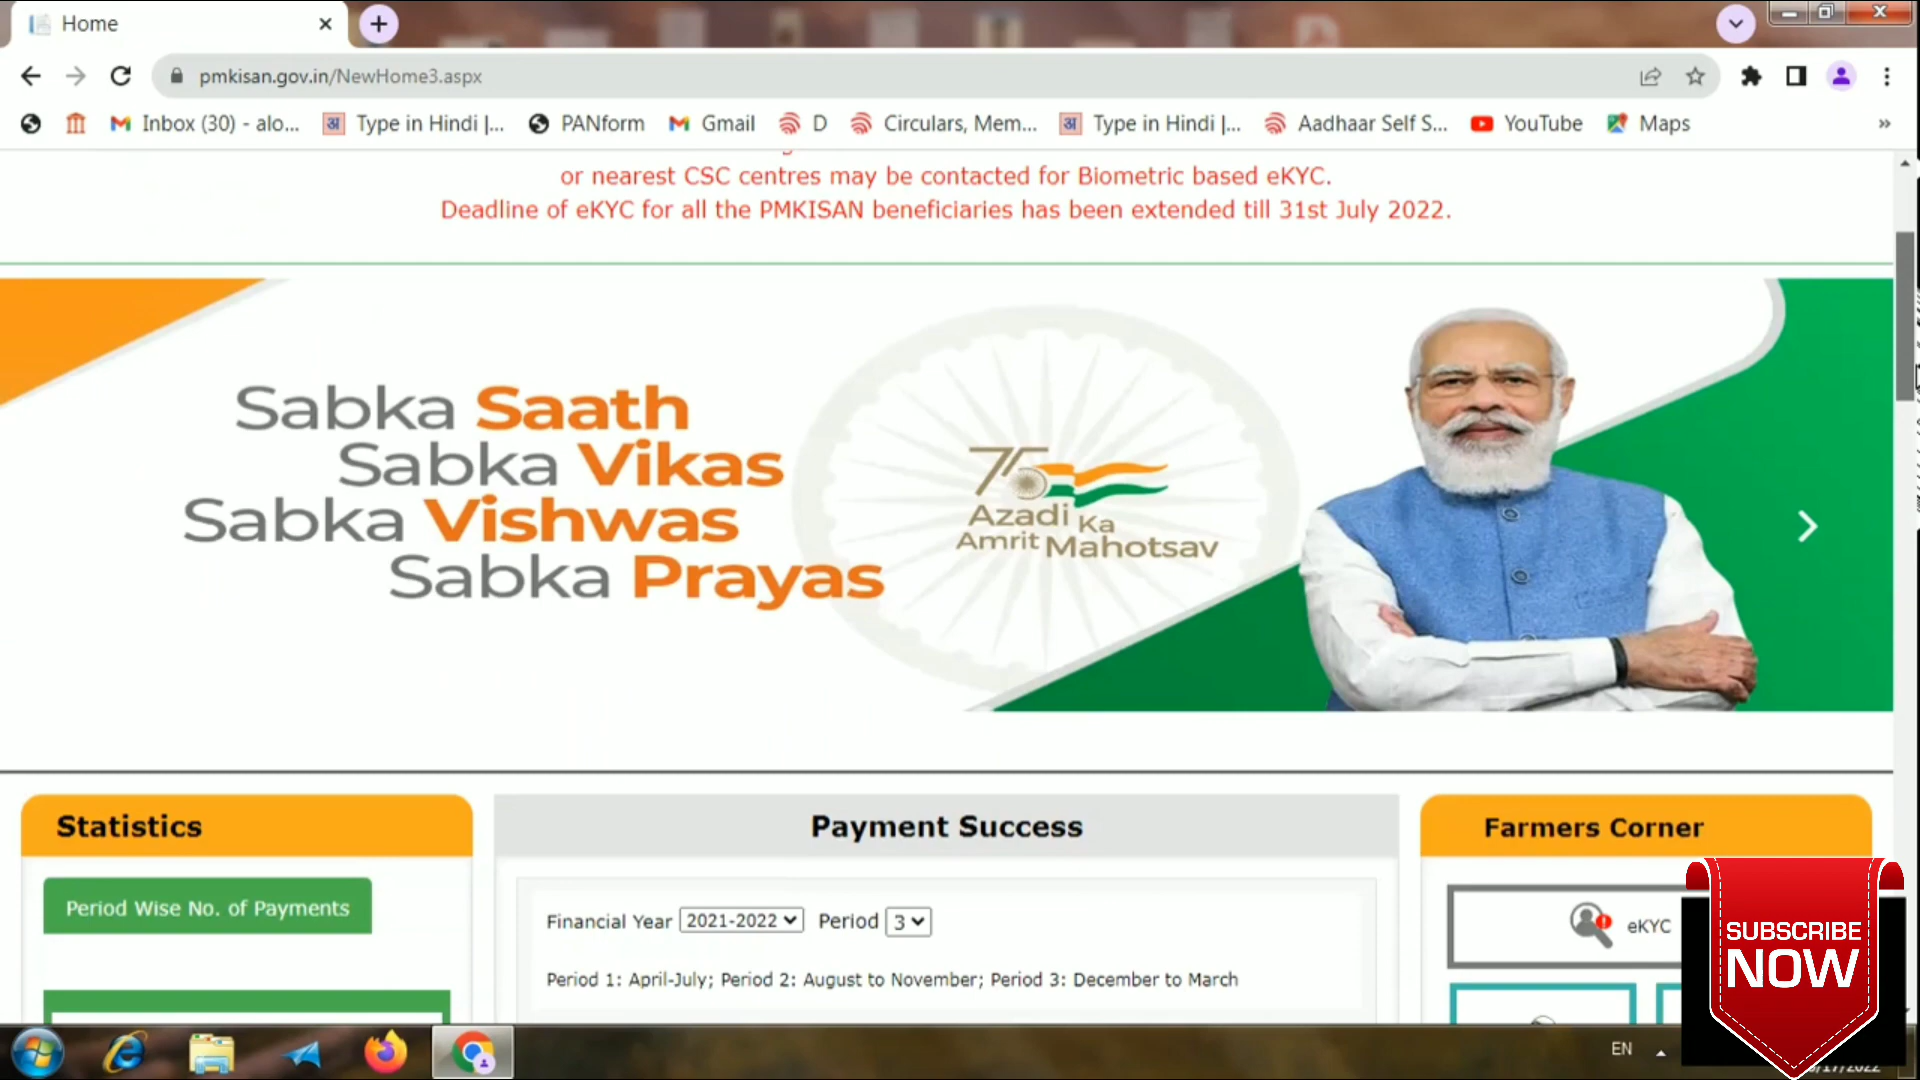 Home
pmkisan.gov.in/NewHome3.aspx
Inbox (30) - alo...
Type in Hindi |...
PANform
Gmail
D
Circulars, Mem...
Type in Hindi |...
Aadhaar Self S...
YouTube
Maps
»
or nearest CSC centres may be contacted for Biometric based eKYC.
Deadline of eKYC for all the PMKISAN beneficiaries has been extended till 31st July 2022.
Sabka Saath
Sabka Vikas
Sabka Vishwas
Sabka Prayas
75
Azadi Ka
Amrit Mahotsav
Statistics
Payment Success
Farmers Corner
Period Wise No. of Payments
Financial Year 2021-2022 Period 3
eKYC
Period 1: April-July; Period 2: August to November; Period 3: December to March
SUBSCRIBE
NOW
EN